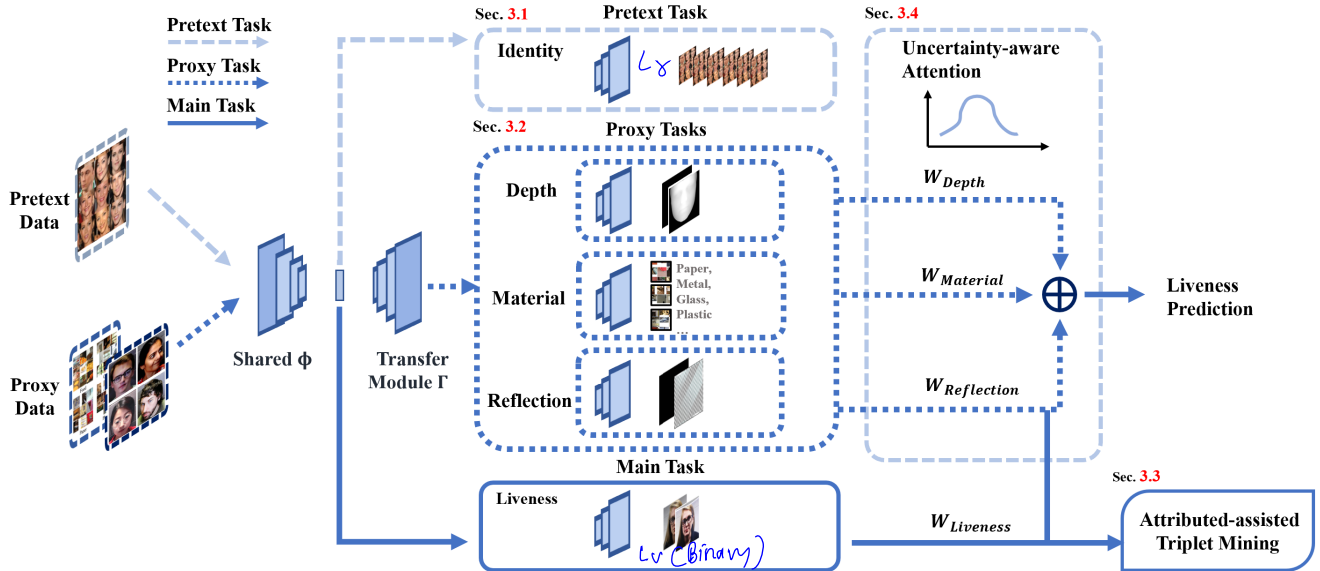 Pretext Task
Proxy Task
Main Task
Pretext
Data
Proxy
Data
Shared ϕ
Transfer
Module Γ
Sec. 3.1
Pretext Task
Identity
Sec. 3.2
Proxy Tasks
Depth
Material
Paper,
Metal,
Glass,
Plastic
...
Reflection
Main Task
Liveness
(Binary)
Sec. 3.4
Uncertainty-aware
Attention
W_Depth
W_Material
W_Reflection
W_Liveness
Liveness
Prediction
Sec. 3.3
Attributed-assisted
Triplet Mining